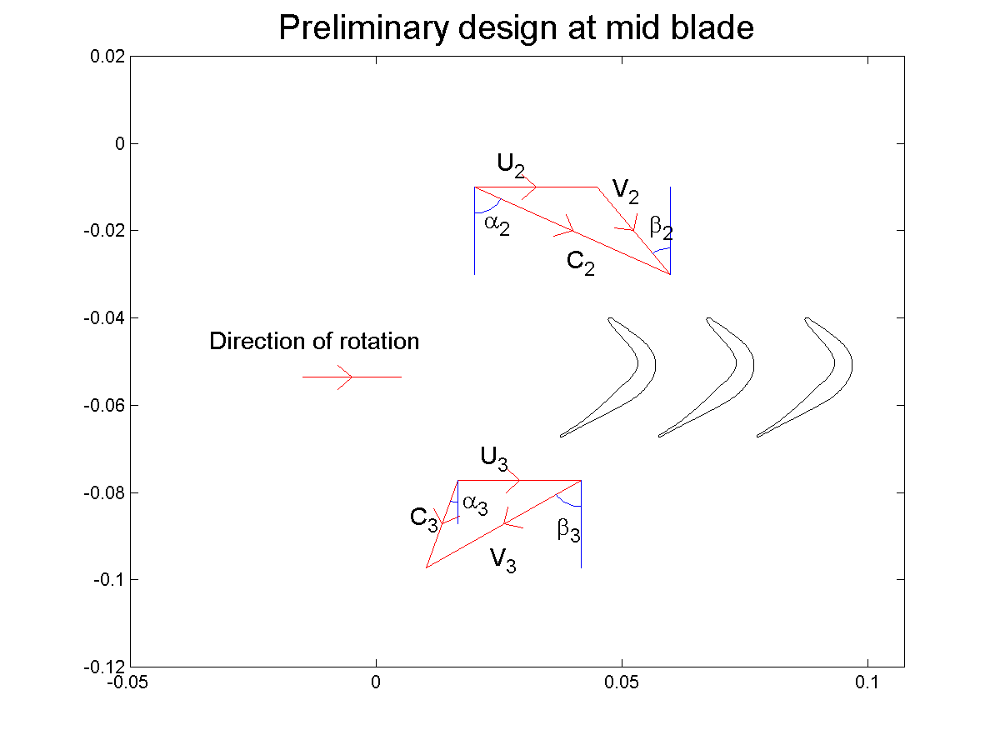 Preliminary design at mid blade
0.02
0
-0.02
-0.04
-0.06
-0.08
-0.1
-0.12
U2
V2
α2
β2
C2
Direction of rotation
U3
C3
α3
β3
V3
-0.05
0
0.05
0.1